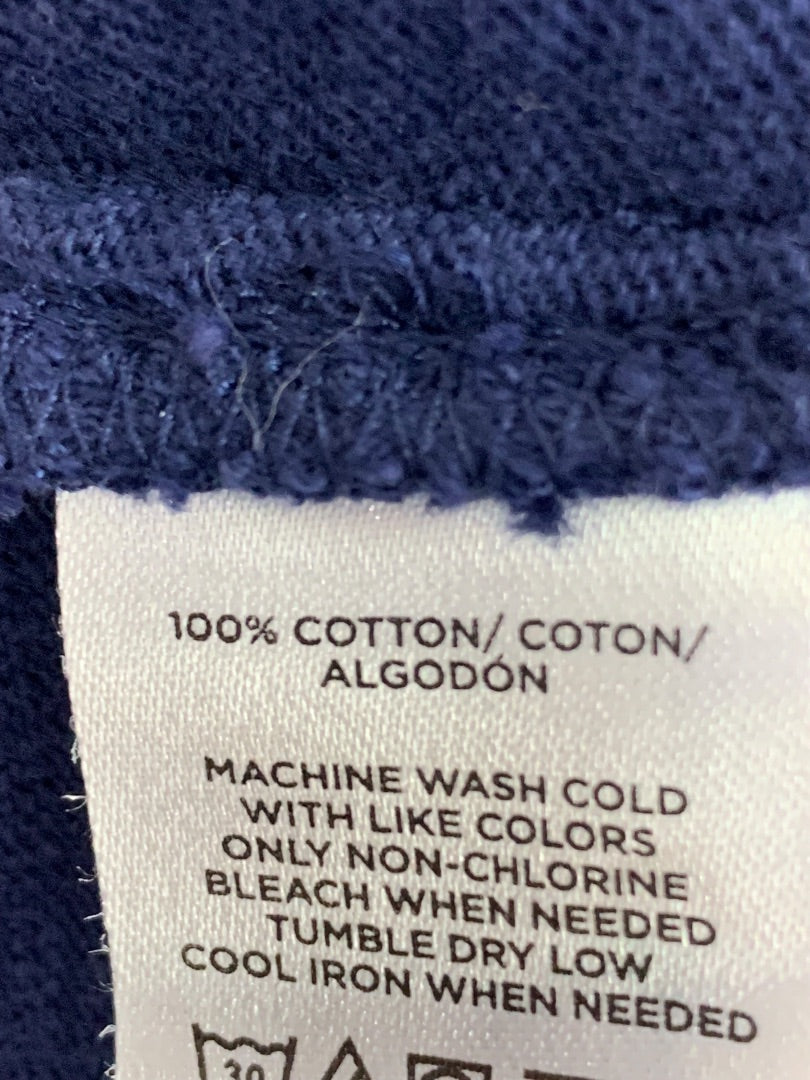 100% COTTON/ COTON/
ALGODÓN
MACHINE WASH COLD
WITH LIKE COLORS
ONLY NON-CHLORINE
BLEACH WHEN NEEDED
TUMBLE DRY LOW
COOL IRON WHEN NEEDED
30